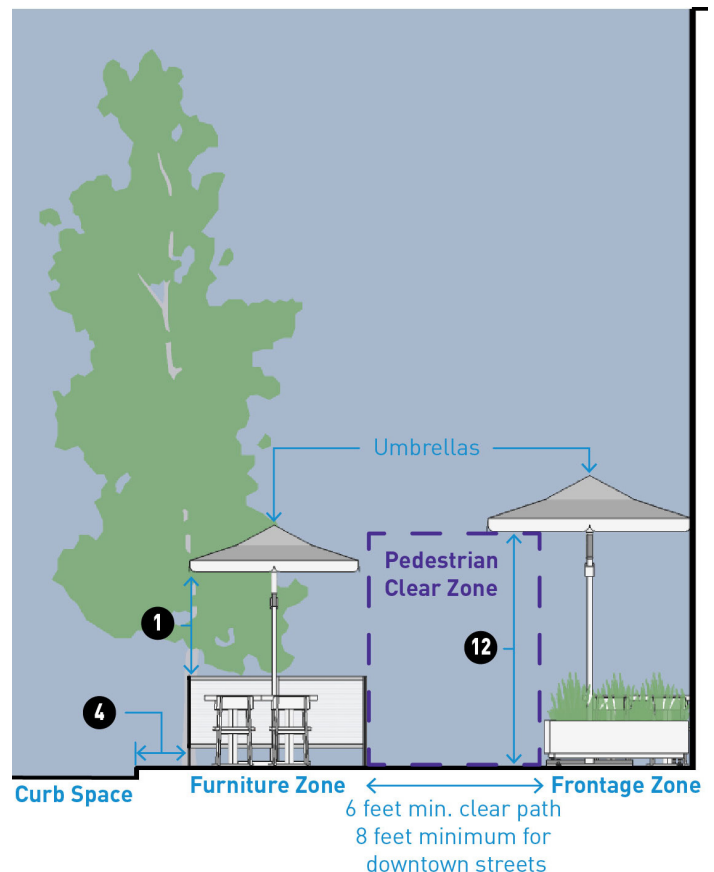 Umbrellas
Pedestrian
Clear Zone
1
12
4
Curb Space
Furniture Zone
Frontage Zone
6 feet min. clear path
8 feet minimum for
downtown streets